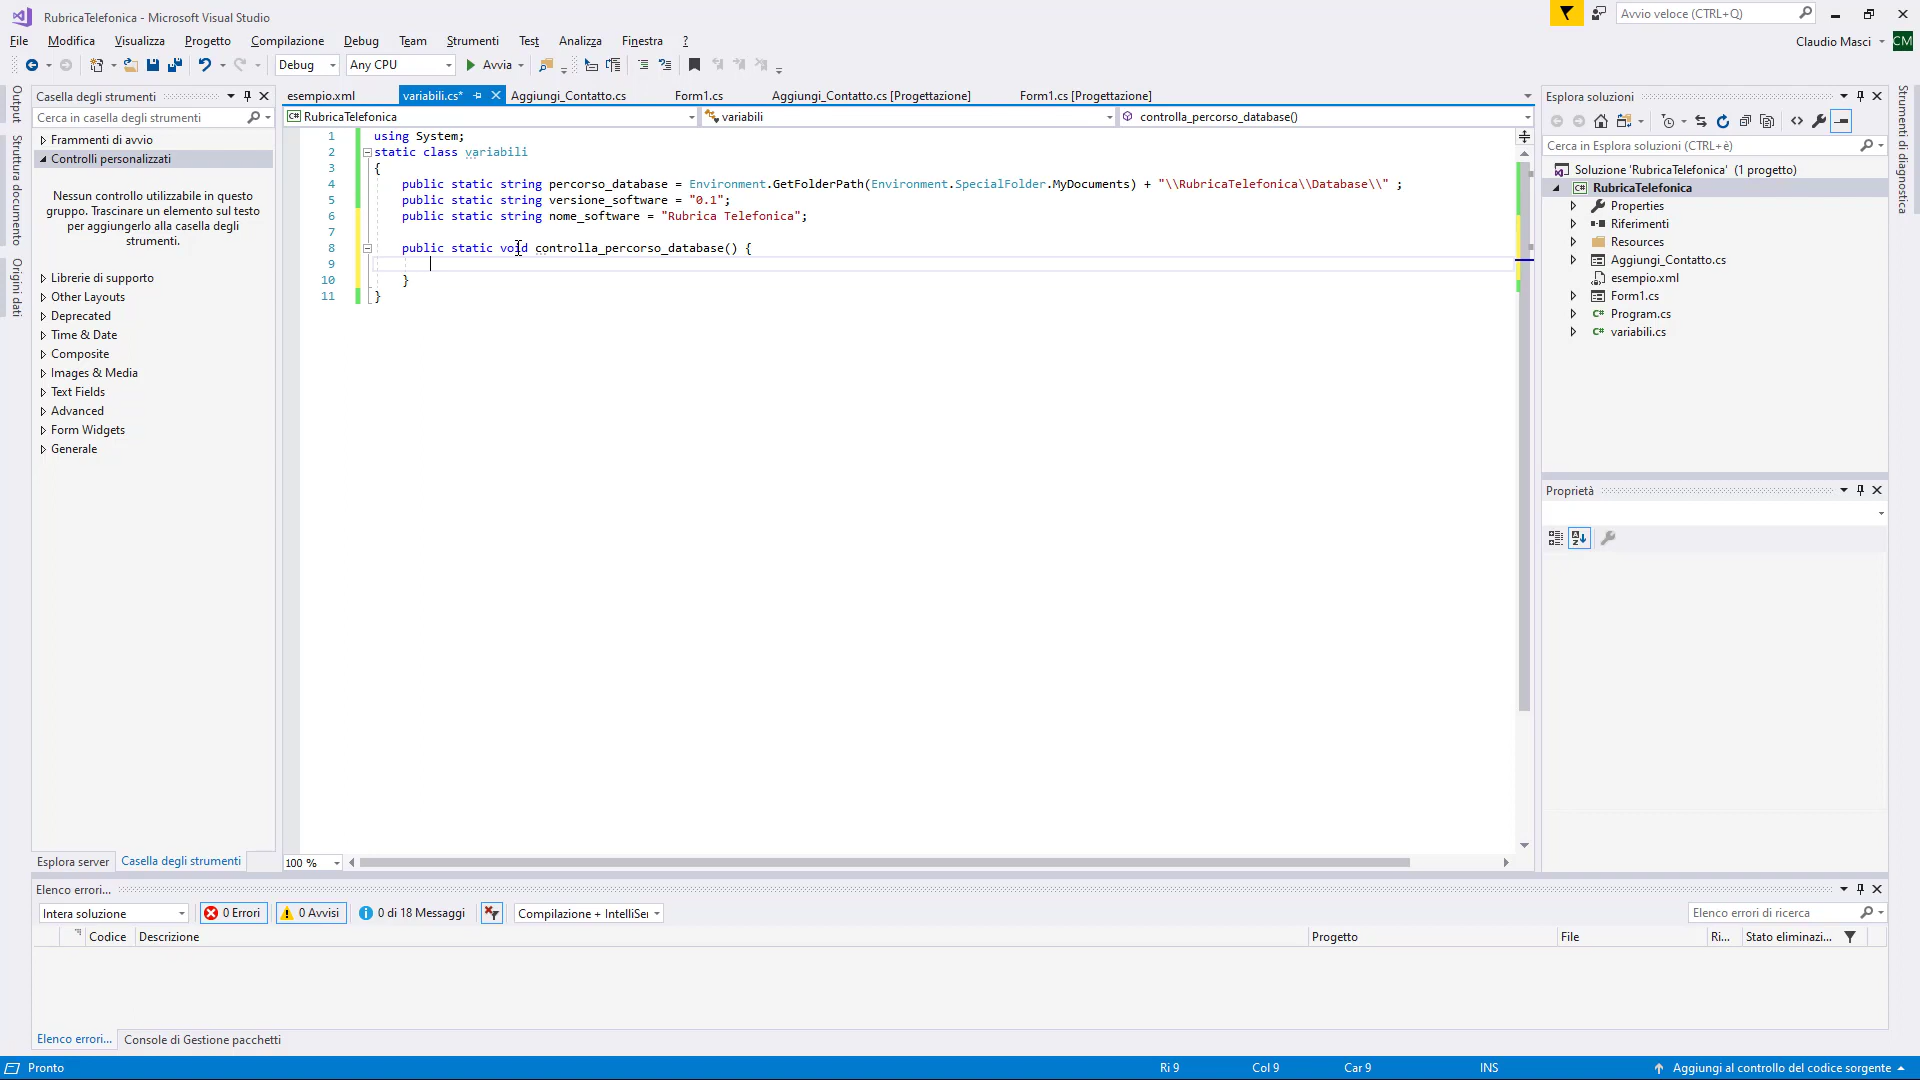 RubricaTelefonica - Microsoft Visual Studio
Avvio veloce (CTRL+Q)
File Modifica Visualizza Progetto Compilazione Debug Team Strumenti Test Analizza Finestra ?
Claudio Masci CM
Debug Any CPU Avvia
Output
Struttura documento
Origini dati
Casella degli strumenti
Cerca in casella degli strumenti
Frammenti di avvio
Controlli personalizzati
Nessun controllo utilizzabile in questo
gruppo. Trascinare un elemento sul testo
per aggiungerlo alla casella degli
strumenti.
Librerie di supporto
Other Layouts
Deprecated
Time & Date
Composite
Images & Media
Text Fields
Advanced
Form Widgets
Generale
Esplora server Casella degli strumenti
esempio.xml variabili.cs* Aggiungi_Contatto.cs Form1.cs Aggiungi_Contatto.cs [Progettazione] Form1.cs [Progettazione]
C# RubricaTelefonica variabili controlla_percorso_database()
1 using System;
2 static class variabili
3 {
4 public static string percorso_database = Environment.GetFolderPath(Environment.SpecialFolder.MyDocuments) + "\\RubricaTelefonica\\Database\\" ;
5 public static string versione_software = "0.1";
6 public static string nome_software = "Rubrica Telefonica";
7
8 public static void controlla_percorso_database() {
9
10 }
11 }
100 %
Esplora soluzioni
Cerca in Esplora soluzioni (CTRL+è)
Soluzione 'RubricaTelefonica' (1 progetto)
C# RubricaTelefonica
Properties
Riferimenti
Resources
Aggiungi_Contatto.cs
esempio.xml
Form1.cs
C# Program.cs
C# variabili.cs
Proprietà
Strumenti di diagnostica
Elenco errori...
Intera soluzione 0 Errori 0 Avvisi 0 di 18 Messaggi Compilazione + IntelliSe Elenco errori di ricerca
Codice Descrizione Progetto File Ri... Stato eliminazi...
Elenco errori... Console di Gestione pacchetti
Pronto Ri 9 Col 9 Car 9 INS Aggiungi al controllo del codice sorgente